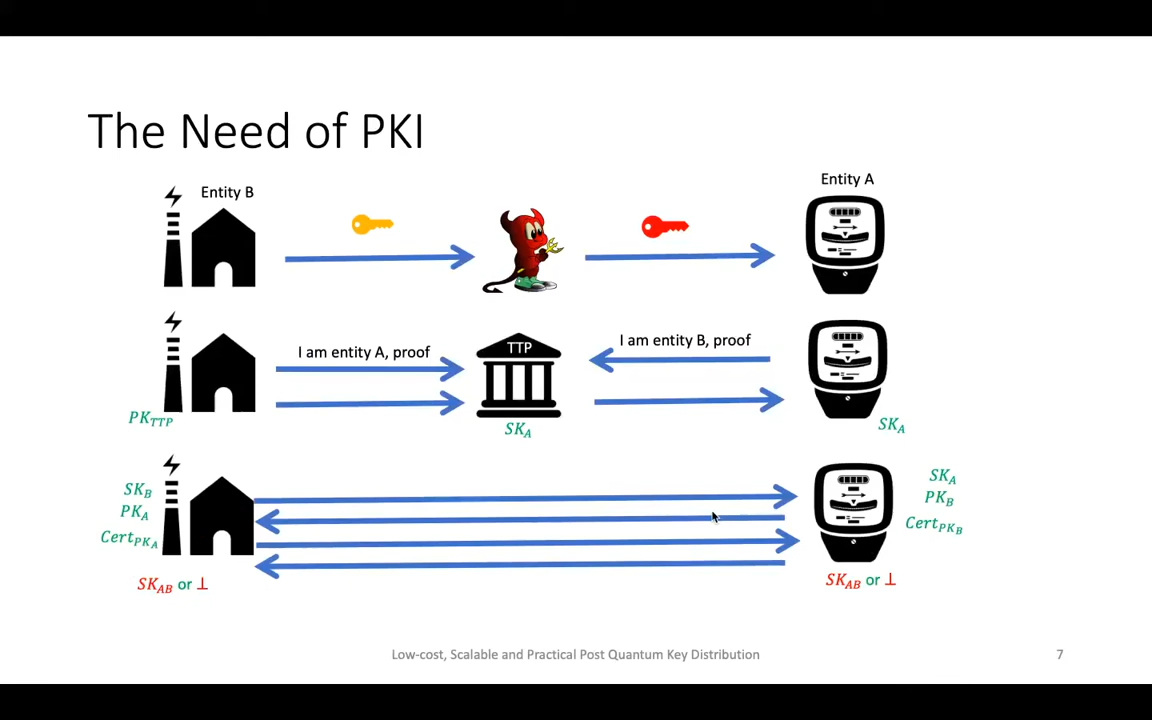 The Need of PKI
Entity B
Entity A
I am entity A, proof
TTP
I am entity B, proof
PK_TTP
SK_A
SK_A
SK_B
PK_A
Cert_PK_A
SK_A
PK_B
Cert_PK_B
SK_AB or ⊥
SK_AB or ⊥
Low-cost, Scalable and Practical Post Quantum Key Distribution
7